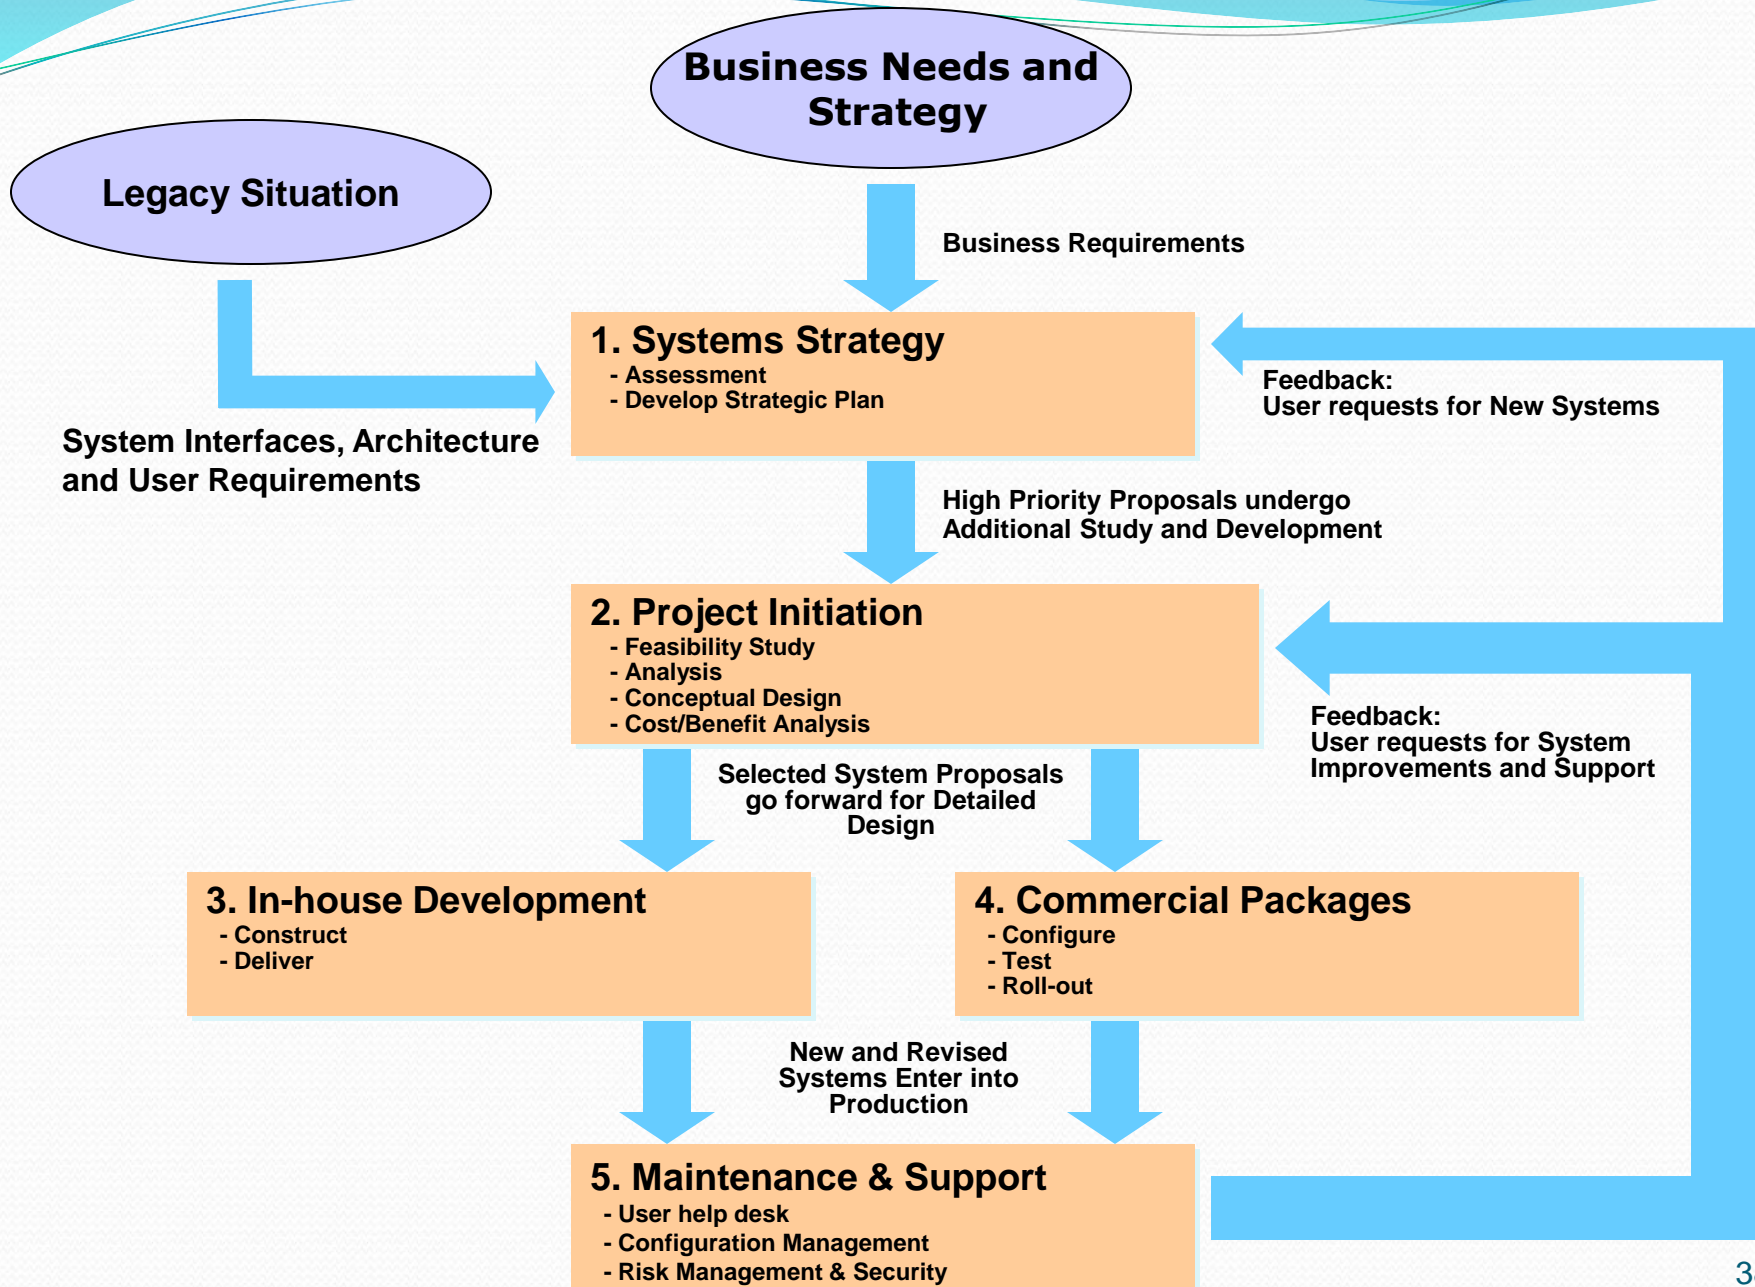 Business Needs and
Strategy
Legacy Situation
Business Requirements
1. Systems Strategy
- Assessment
- Develop Strategic Plan
Feedback:
User requests for New Systems
System Interfaces, Architecture
and User Requirements
High Priority Proposals undergo
Additional Study and Development
2. Project Initiation
- Feasibility Study
- Analysis
- Conceptual Design
- Cost/Benefit Analysis
Feedback:
User requests for System
Improvements and Support
Selected System Proposals
go forward for Detailed
Design
3. In-house Development
- Construct
- Deliver
4. Commercial Packages
- Configure
- Test
- Roll-out
New and Revised
Systems Enter into
Production
5. Maintenance & Support
- User help desk
- Configuration Management
- Risk Management & Security